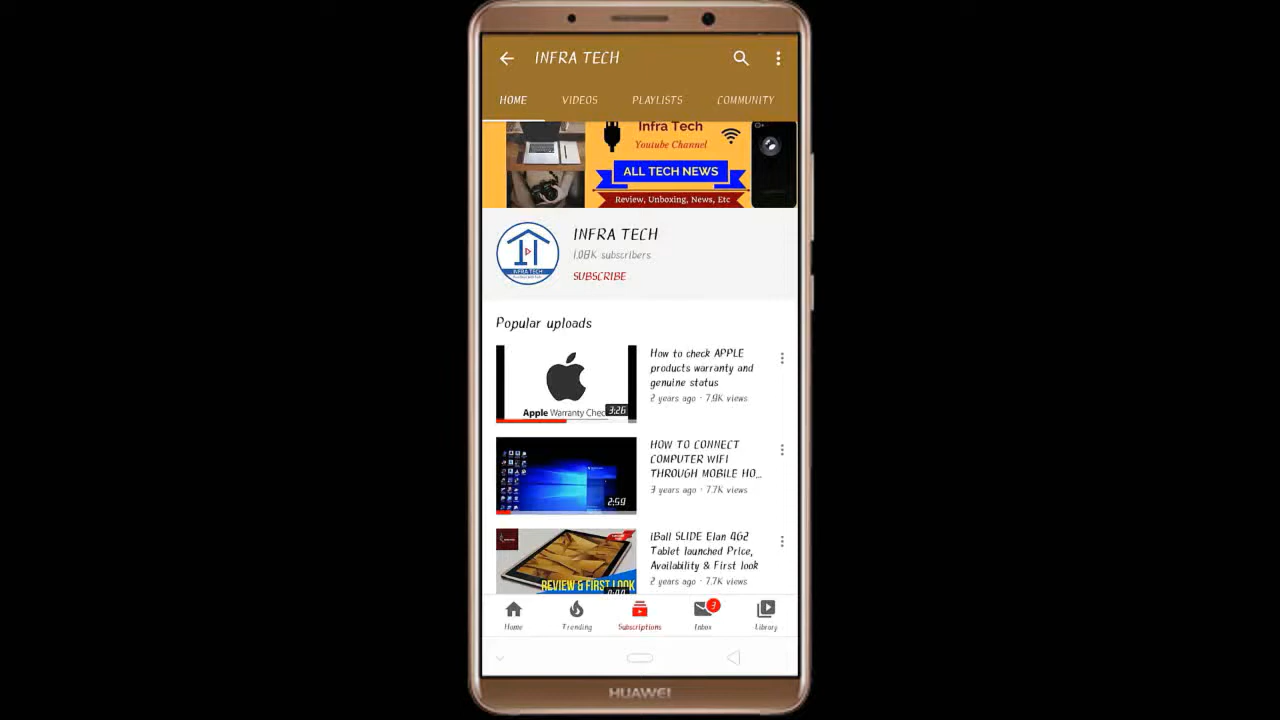 INFRA TECH
HOME VIDEOS PLAYLISTS COMMUNITY
Infra Tech
Youtube Channel
ALL TECH NEWS
Review, Unboxing, News, Etc
INFRA TECH
INFRA TECH
1.08K subscribers
SUBSCRIBE
Popular uploads
Apple Warranty Chec
3:26
How to check APPLE
products warranty and
genuine status
2 years ago · 7.9K views
2:59
HOW TO CONNECT
COMPUTER WIFI
THROUGH MOBILE HO...
3 years ago · 7.7K views
REVIEW & FIRST LOOK
iBall SLIDE Elan 4G2
Tablet launched Price,
Availability & First look
2 years ago · 7.7K views
3
Home Trending Subscriptions Inbox Library
HUAWEI